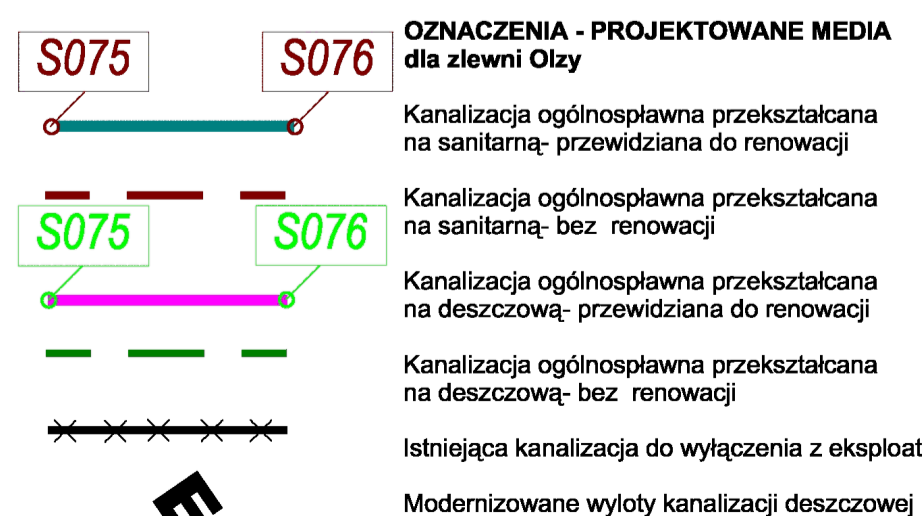 OZNACZENIA - PROJEKTOWANE MEDIA
dla zlewni Olzy
S075 S076
Kanalizacja ogólnospławna przekształcana
na sanitarną- przewidziana do renowacji
Kanalizacja ogólnospławna przekształcana
na sanitarną- bez renowacji
S075 S076
Kanalizacja ogólnospławna przekształcana
na deszczową- przewidziana do renowacji
Kanalizacja ogólnospławna przekształcana
na deszczową- bez renowacji
Istniejąca kanalizacja do wyłączenia z eksploat
Modernizowane wyloty kanalizacji deszczowej